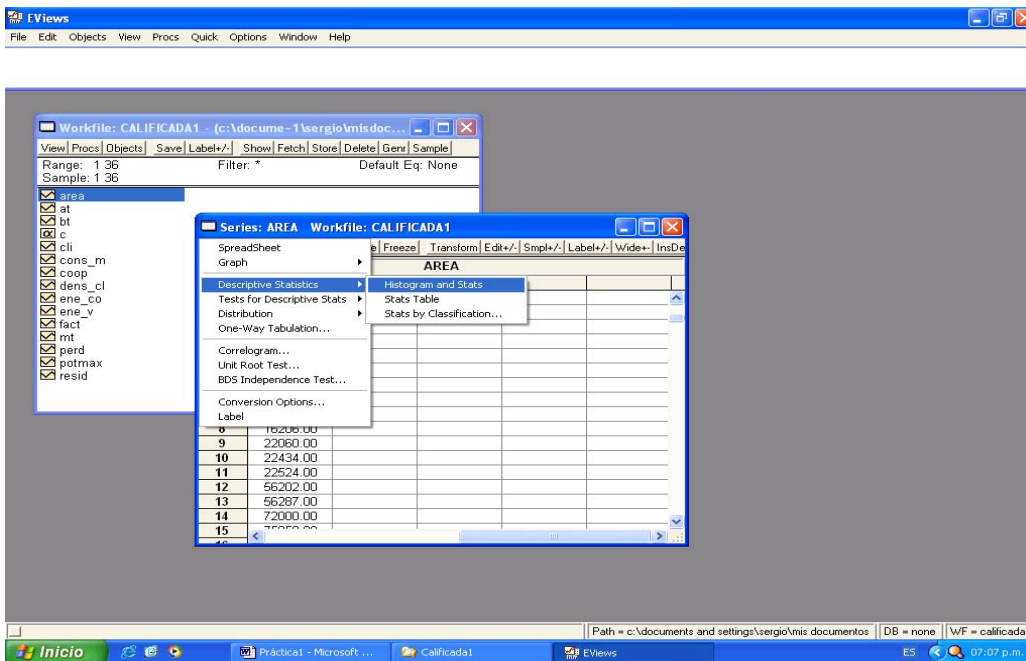 EViews
File Edit Objects View Procs Quick Options Window Help
Workfile: CALIFICADA1 - (c:\docume~1\sergio\misdoc...
View Procs Objects Save Label+/- Show Fetch Store Delete Genr Sample
Range: 1 36 Filter: * Default Eq: None
Sample: 1 36
area
at
bt
c
cli
cons_m
coop
dens_cl
ene_co
ene_v
fact
mt
perd
potmax
resid
Series: AREA Workfile: CALIFICADA1
Freeze Transform Edit+/- Smpl+/- Label+/- Wide+- InsDe
AREA
SpreadSheet
Graph
Descriptive Statistics
Tests for Descriptive Stats
Distribution
One-Way Tabulation...
Correlogram...
Unit Root Test...
BDS Independence Test...
Conversion Options...
Label
Histogram and Stats
Stats Table
Stats by Classification...
8 16206.00
9 22060.00
10 22434.00
11 22524.00
12 56202.00
13 56287.00
14 72000.00
15
Path = c:\documents and settings\sergio\mis documentos DB = none WF = calificada
Inicio Práctica1 - Microsoft ... Calificada1 EViews ES 07:07 p.m.